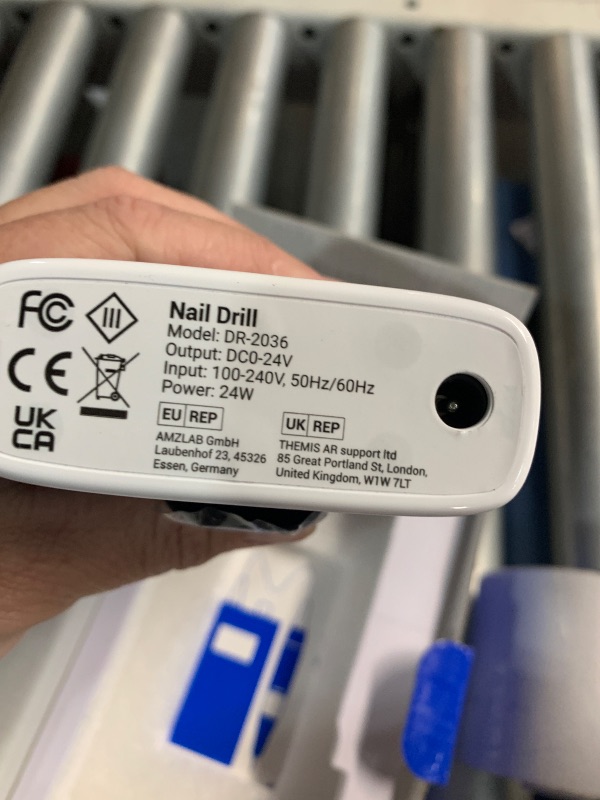 FC
III
CE
UK
CA
Nail Drill
Model: DR-2036
Output: DC0-24V
Input: 100-240V, 50Hz/60Hz
Power: 24W
EU REP
AMZLAB GmbH
Laubenhof 23, 45326
Essen, Germany
UK REP
THEMIS AR support ltd
85 Great Portland St, London,
United Kingdom, W1W 7LT